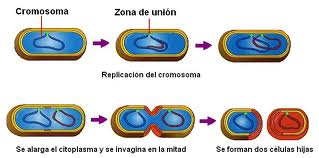 Cromosoma
Zona de unión
Replicación del cromosoma
Se alarga el citoplasma y se invagina en la mitad
Se forman dos células hijas